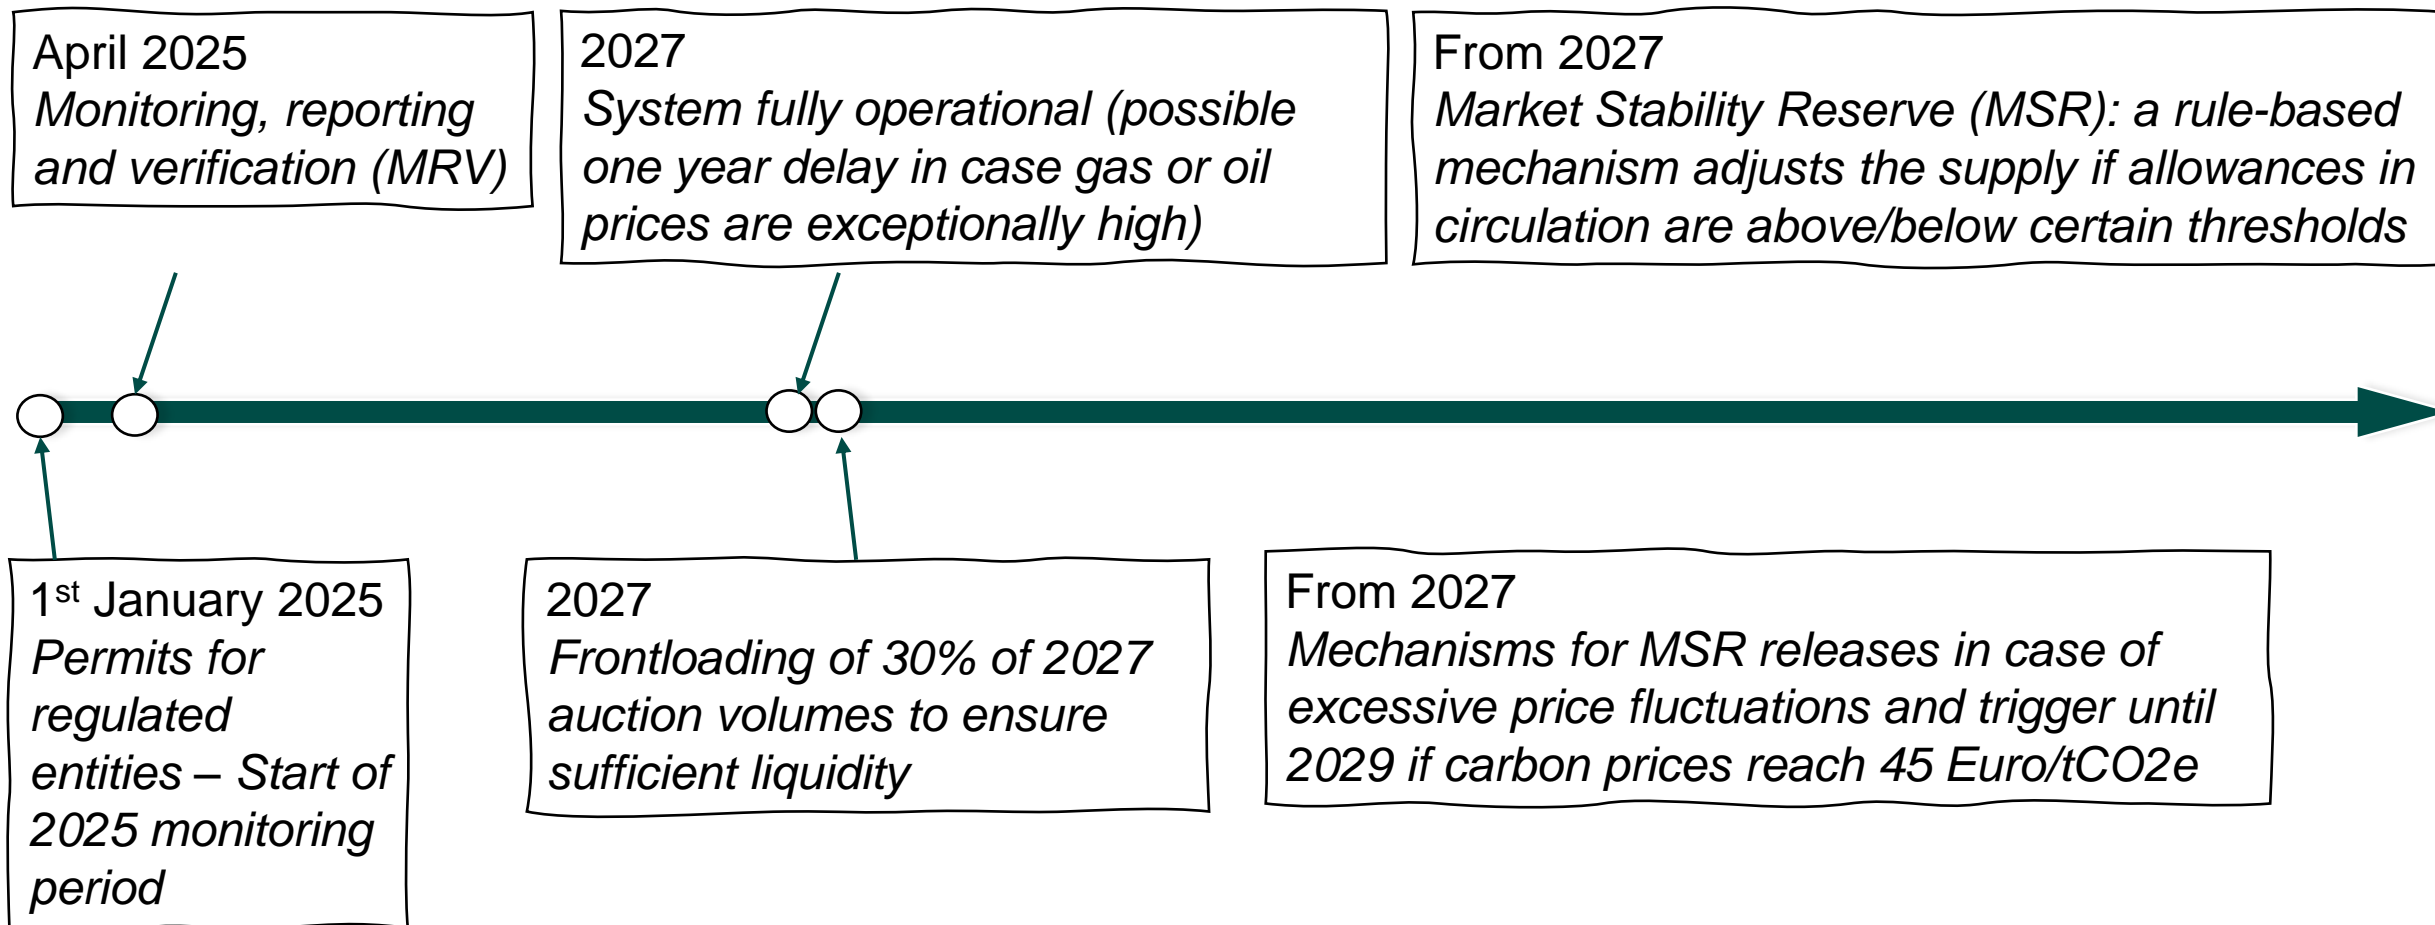 April 2025
Monitoring, reporting
and verification (MRV)
2027
System fully operational (possible
one year delay in case gas or oil
prices are exceptionally high)
From 2027
Market Stability Reserve (MSR): a rule-based
mechanism adjusts the supply if allowances in
circulation are above/below certain thresholds
1st January 2025
Permits for
regulated
entities – Start of
2025 monitoring
period
2027
Frontloading of 30% of 2027
auction volumes to ensure
sufficient liquidity
From 2027
Mechanisms for MSR releases in case of
excessive price fluctuations and trigger until
2029 if carbon prices reach 45 Euro/tCO2e